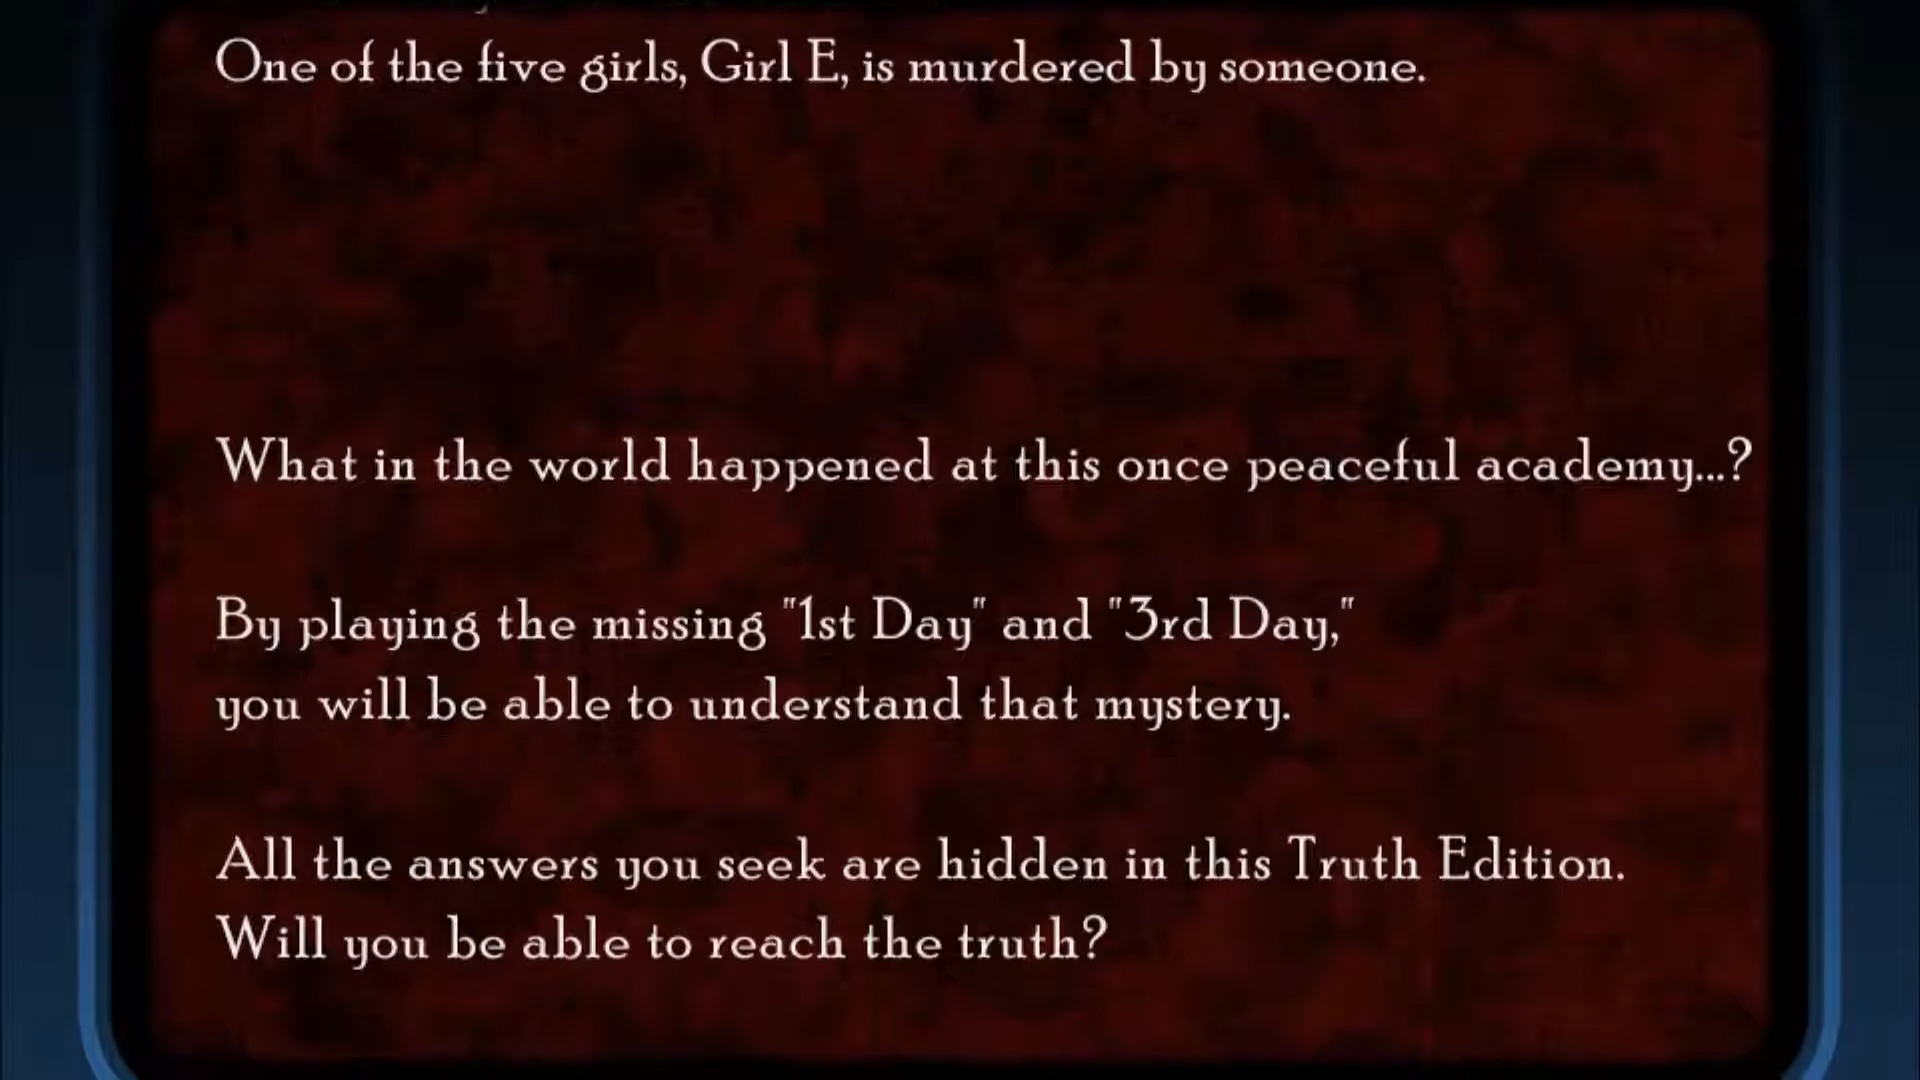 One of the five girls, Girl E, is murdered by someone.
What in the world happened at this once peaceful academy...?
By playing the missing "1st Day" and "3rd Day,"
you will be able to understand that mystery.
All the answers you seek are hidden in this Truth Edition.
Will you be able to reach the truth?